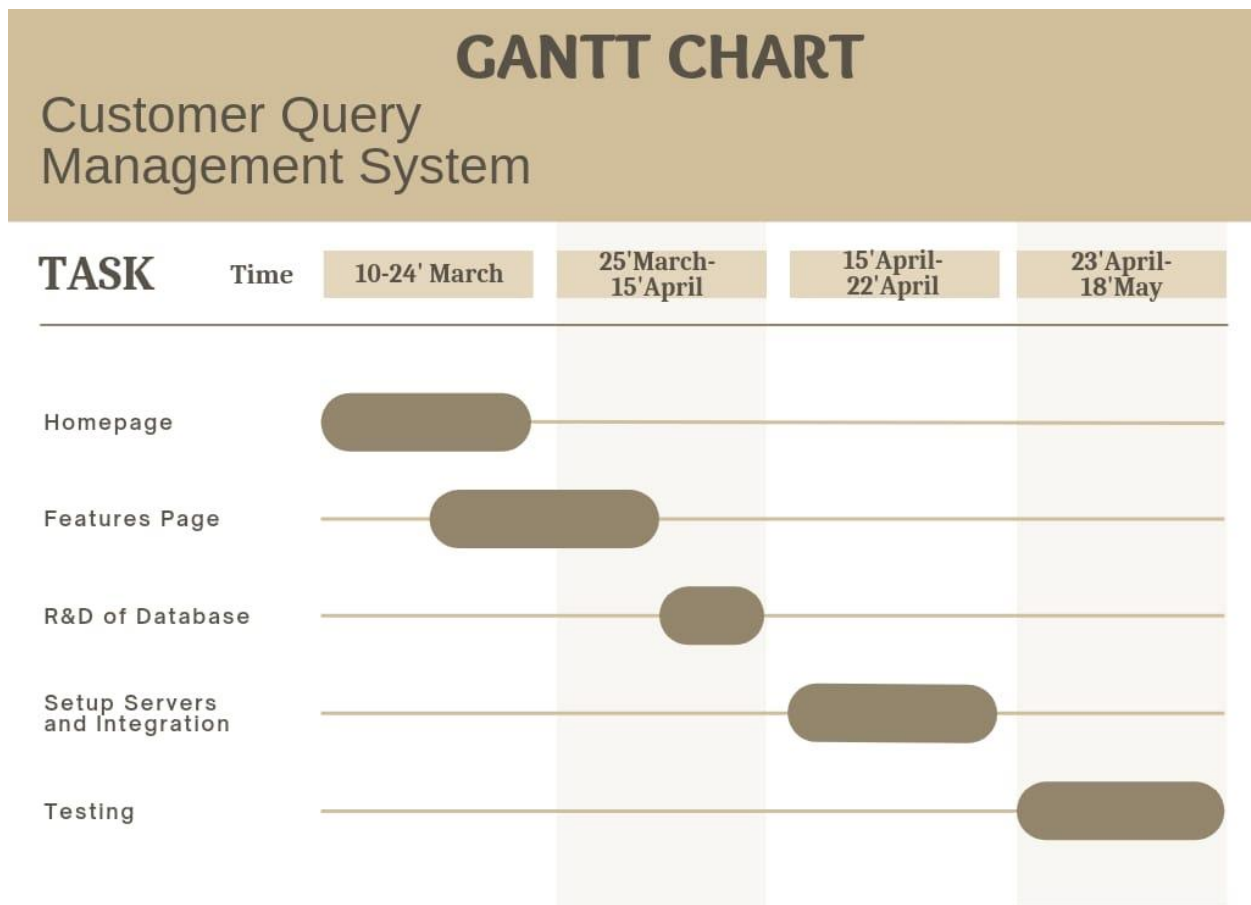 GANTT CHART
Customer Query
Management System
TASK
Time
10-24' March
25'March-
15'April
15'April-
22'April
23'April-
18'May
Homepage
Features Page
R&D of Database
Setup Servers
and Integration
Testing